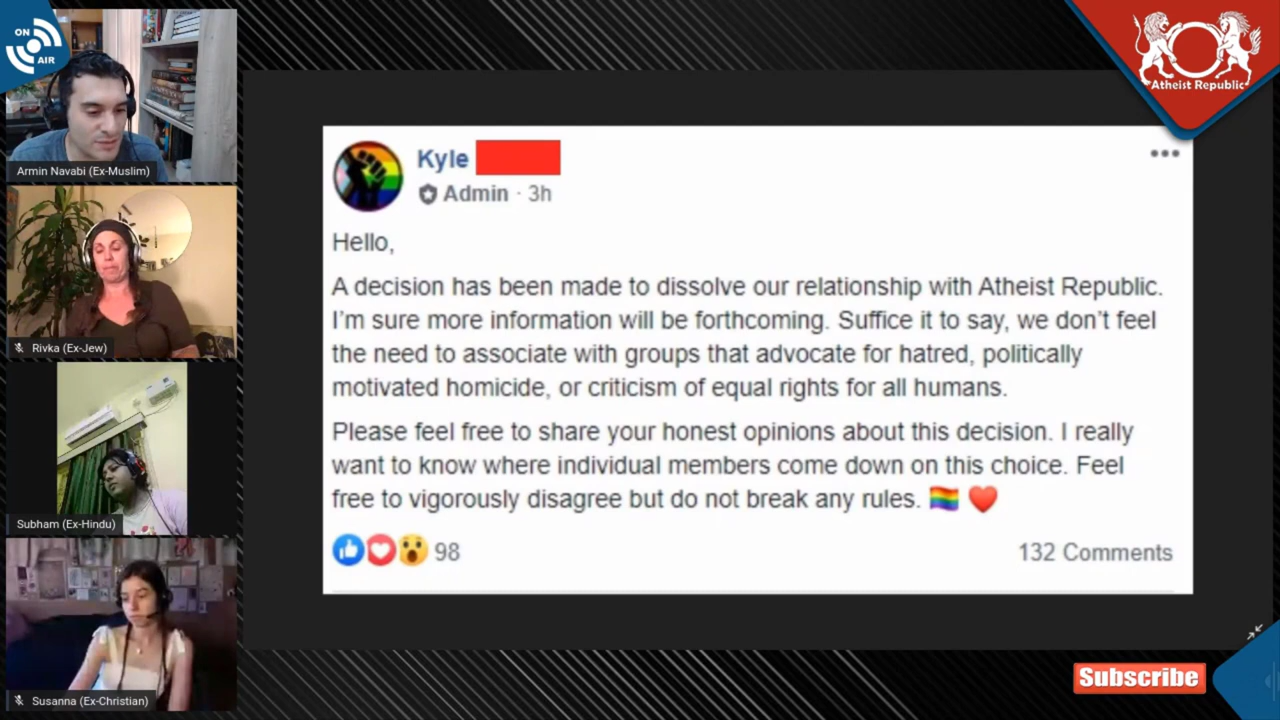 ON
AIR
Armin Navabi (Ex-Muslim)
Rivka (Ex-Jew)
Subham (Ex-Hindu)
Susanna (Ex-Christian)
Atheist Republic
Kyle
Admin · 3h
Hello,
A decision has been made to dissolve our relationship with Atheist Republic.
I'm sure more information will be forthcoming. Suffice it to say, we don't feel
the need to associate with groups that advocate for hatred, politically
motivated homicide, or criticism of equal rights for all humans.
Please feel free to share your honest opinions about this decision. I really
want to know where individual members come down on this choice. Feel
free to vigorously disagree but do not break any rules. 🏳️‍🌈 ❤️
98
132 Comments
Subscribe